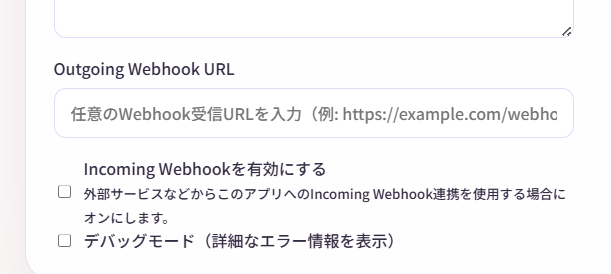 Outgoing Webhook URL
任意のWebhook受信URLを入力（例: https://example.com/webho
Incoming Webhookを有効にする
外部サービスなどからこのアプリへのIncoming Webhook連携を使用する場合に
オンにします。
デバッグモード（詳細なエラー情報を表示）